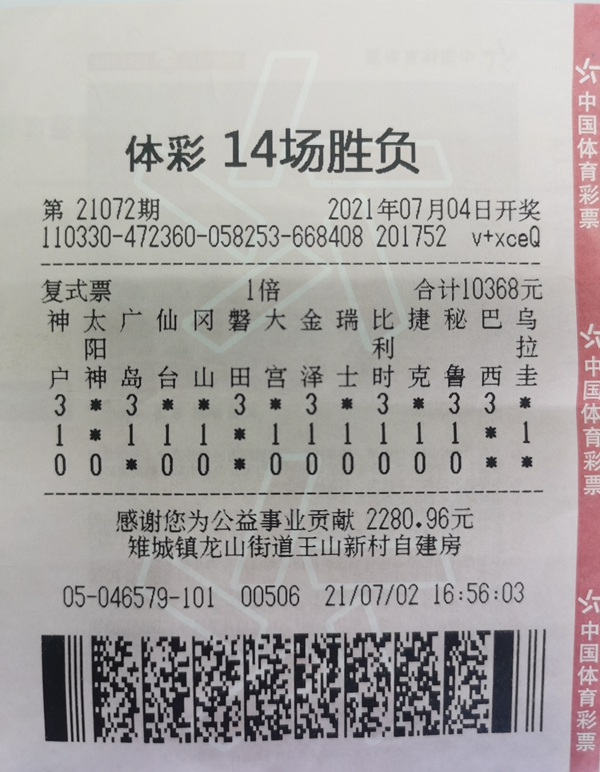 体彩 14场胜负
第 21072期 2021年07月04日开奖
110330-472360-058253-668408 201752 v+xceQ
复式票 1倍 合计10368元
神 太 广 仙 冈 磐 大 金 瑞 比 捷 秘 巴 乌
阳 利 拉
户 神 岛 台 山 田 宫 泽 士 时 克 鲁 西 圭
3 * 3 * * 3 * 3 * 3 * 3 3 *
1 * 1 1 1 * 1 1 1 1 1 1 * 1
0 0 * 0 0 * 0 0 0 0 0 0 * *
感谢您为公益事业贡献 2280.96元
雉城镇龙山街道王山新村自建房
05-046579-101 00506 21/07/02 16:56:03
中国体育彩票
中国体育彩票
中国体育彩票